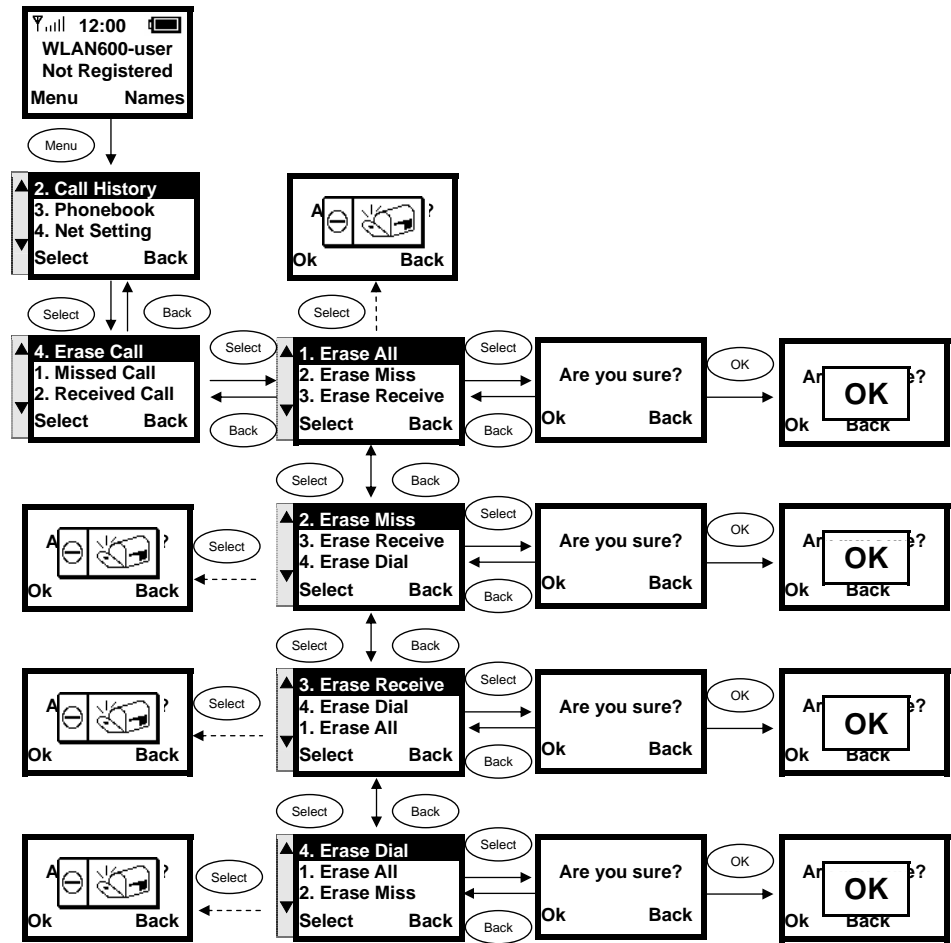 12:00
WLAN600-user
Not Registered
Menu Names
Menu
2. Call History
3. Phonebook
4. Net Setting
Select Back
A ?
Ok Back
Select
Back
Select
4. Erase Call
1. Missed Call
2. Received Call
Select Back
Select
Back
1. Erase All
2. Erase Miss
3. Erase Receive
Select Back
Select
Back
Are you sure?
Ok Back
OK
Ar e?
OK
Ok Back
Select
Back
A ?
Ok Back
Select
2. Erase Miss
3. Erase Receive
4. Erase Dial
Select Back
Select
Back
Are you sure?
Ok Back
OK
Ar e?
OK
Ok Back
Select
Back
A ?
Ok Back
Select
3. Erase Receive
4. Erase Dial
1. Erase All
Select Back
Select
Back
Are you sure?
Ok Back
OK
Ar e?
OK
Ok Back
Select
Back
A ?
Ok Back
Select
4. Erase Dial
1. Erase All
2. Erase Miss
Select Back
Select
Back
Are you sure?
Ok Back
OK
Ar e?
OK
Ok Back